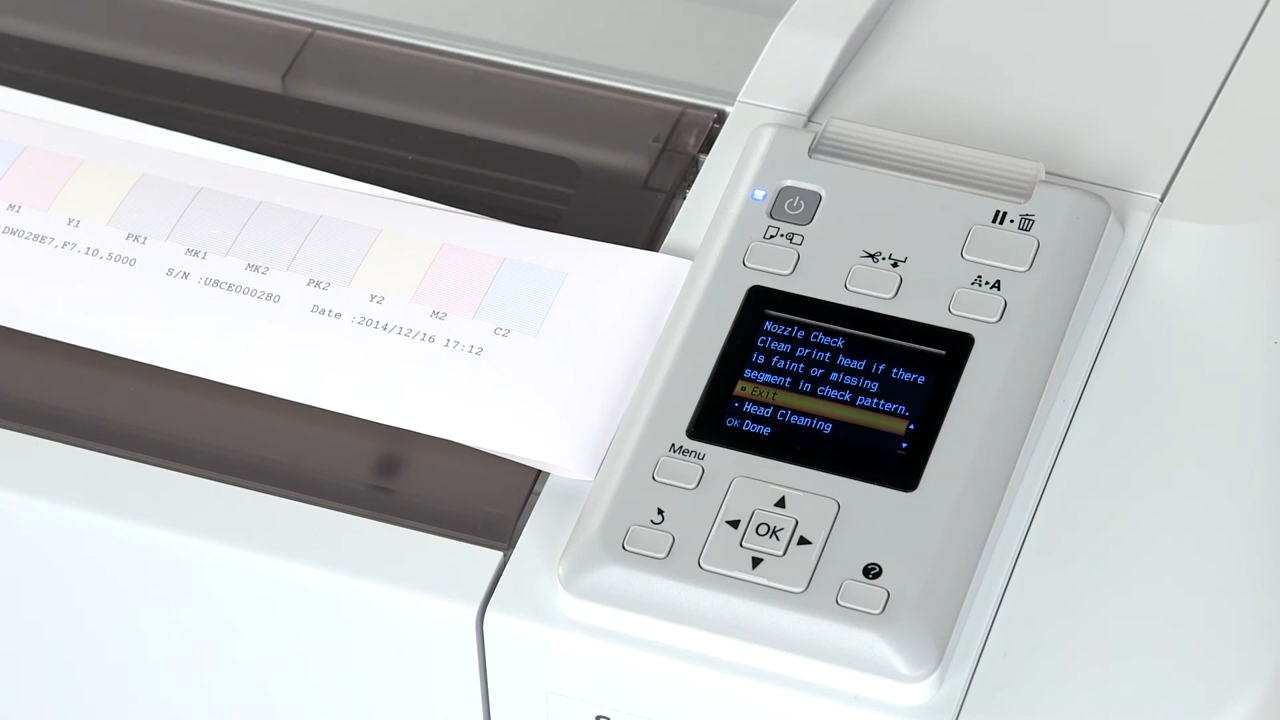 M1 Y1 PK1 MK1 MK2 PK2 Y2 M2 C2
DW028E7,F7.10,5000 S/N :U8CE000280 Date :2014/12/16 17:12
Nozzle Check
Clean print head if there
is faint or missing
segment in check pattern.
Exit
Head Cleaning
OK Done
A
Menu
OK
?